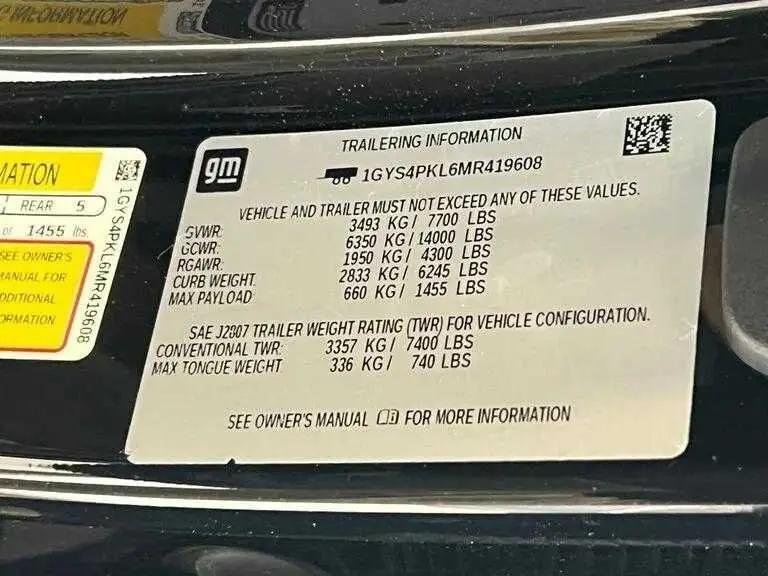 MATION
REAR 5
or 1455 lbs.
SEE OWNER'S
MANUAL FOR
ADDITIONAL
ORMATION
1GYS4PKL6MR419608
gm
TRAILERING INFORMATION
1GYS4PKL6MR419608
VEHICLE AND TRAILER MUST NOT EXCEED ANY OF THESE VALUES.
GVWR: 3493 KG / 7700 LBS
GCWR: 6350 KG / 14000 LBS
RGAWR: 1950 KG / 4300 LBS
CURB WEIGHT: 2833 KG / 6245 LBS
MAX PAYLOAD: 660 KG / 1455 LBS
SAE J2807 TRAILER WEIGHT RATING (TWR) FOR VEHICLE CONFIGURATION.
CONVENTIONAL TWR: 3357 KG / 7400 LBS
MAX TONGUE WEIGHT: 336 KG / 740 LBS
SEE OWNER'S MANUAL FOR MORE INFORMATION